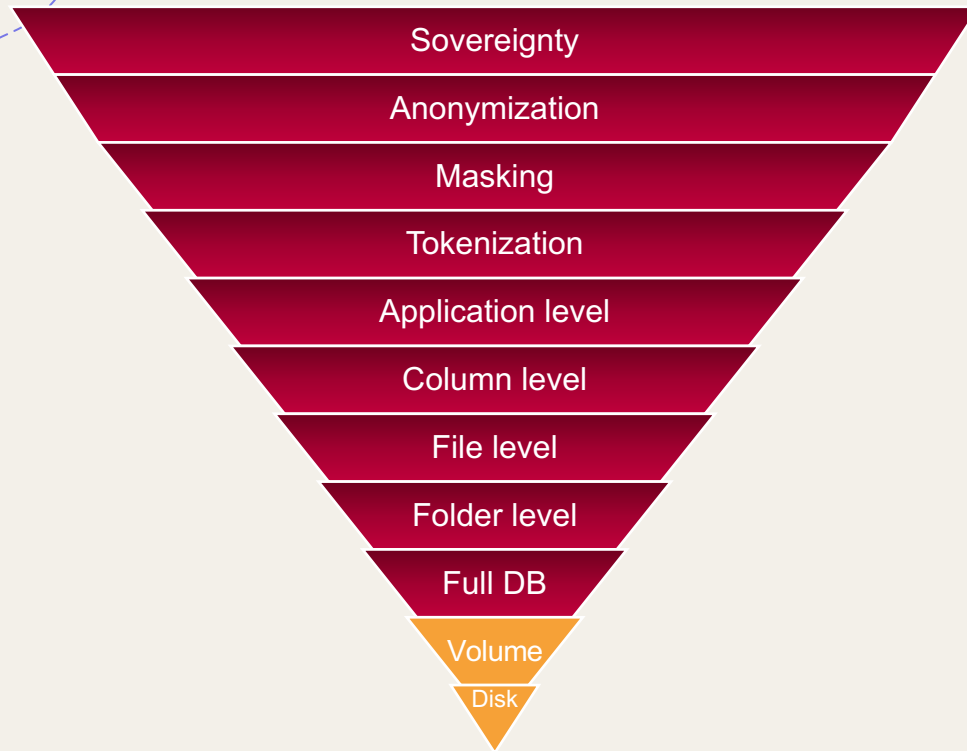 Sovereignty
Anonymization
Masking
Tokenization
Application level
Column level
File level
Folder level
Full DB
Volume
Disk